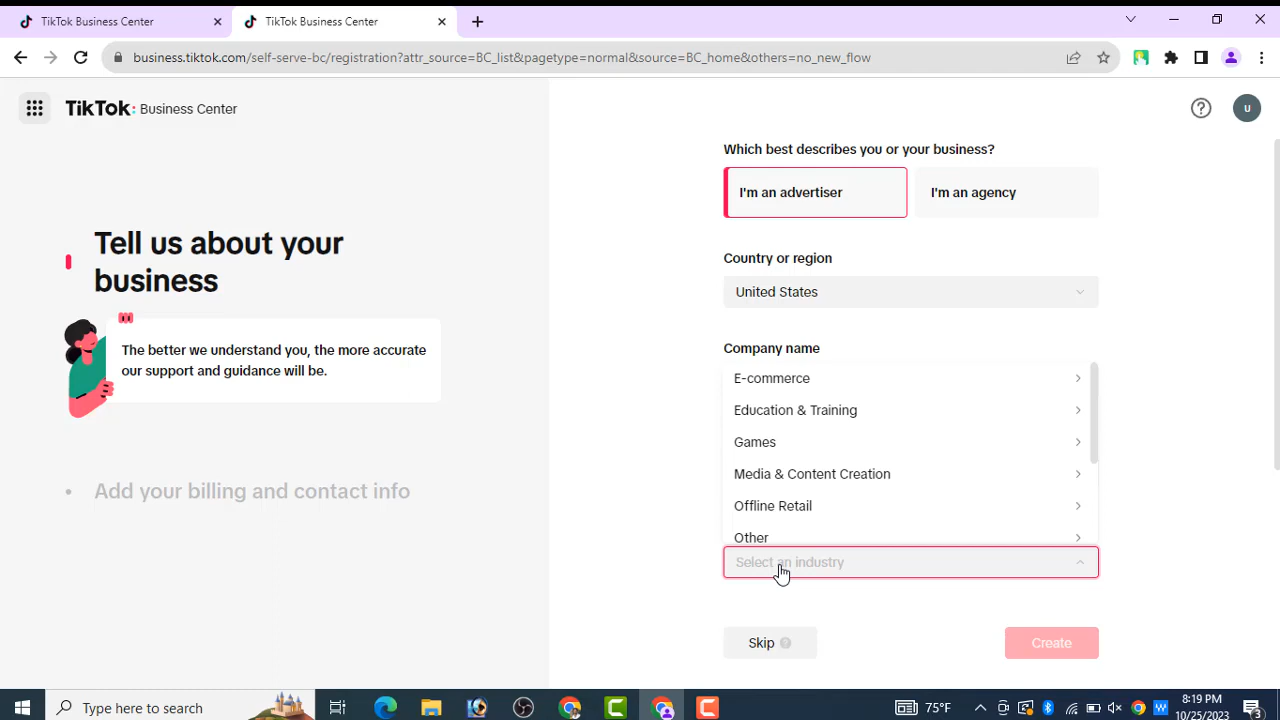 TikTok Business Center
TikTok Business Center
business.tiktok.com/self-serve-bc/registration?attr_source=BC_list&pagetype=normal&source=BC_home&others=no_new_flow
TikTok: Business Center
U
Which best describes you or your business?
I'm an advertiser
I'm an agency
Tell us about your
business
Country or region
United States
The better we understand you, the more accurate
our support and guidance will be.
Company name
E-commerce
Education & Training
Games
Media & Content Creation
Offline Retail
Other
Select an industry
Add your billing and contact info
Skip
Create
Type here to search
75°F
8:19 PM
10/25/2023
3